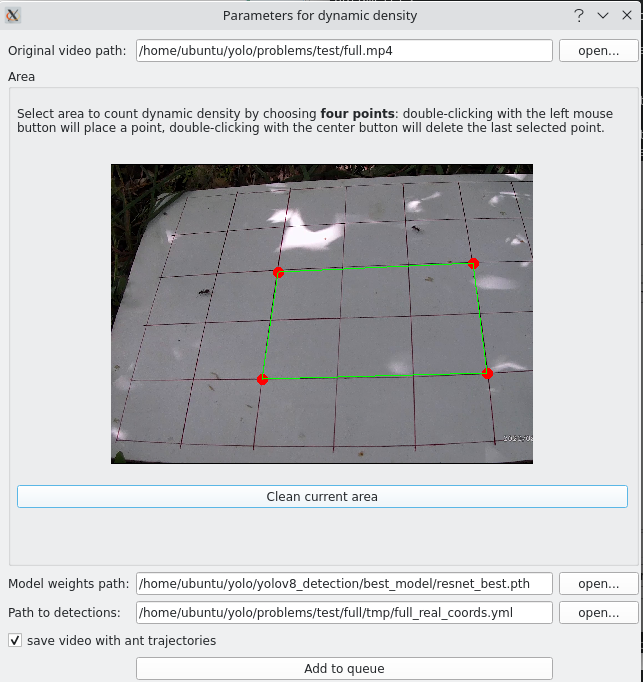 Parameters for dynamic density
Original video path: /home/ubuntu/yolo/problems/test/full.mp4 open...
Area
Select area to count dynamic density by choosing four points: double-clicking with the left mouse
button will place a point, double-clicking with the center button will delete the last selected point.
Clean current area
Model weights path: /home/ubuntu/yolo/yolov8_detection/best_model/resnet_best.pth open...
Path to detections: /home/ubuntu/yolo/problems/test/full/tmp/full_real_coords.yml open...
save video with ant trajectories
Add to queue